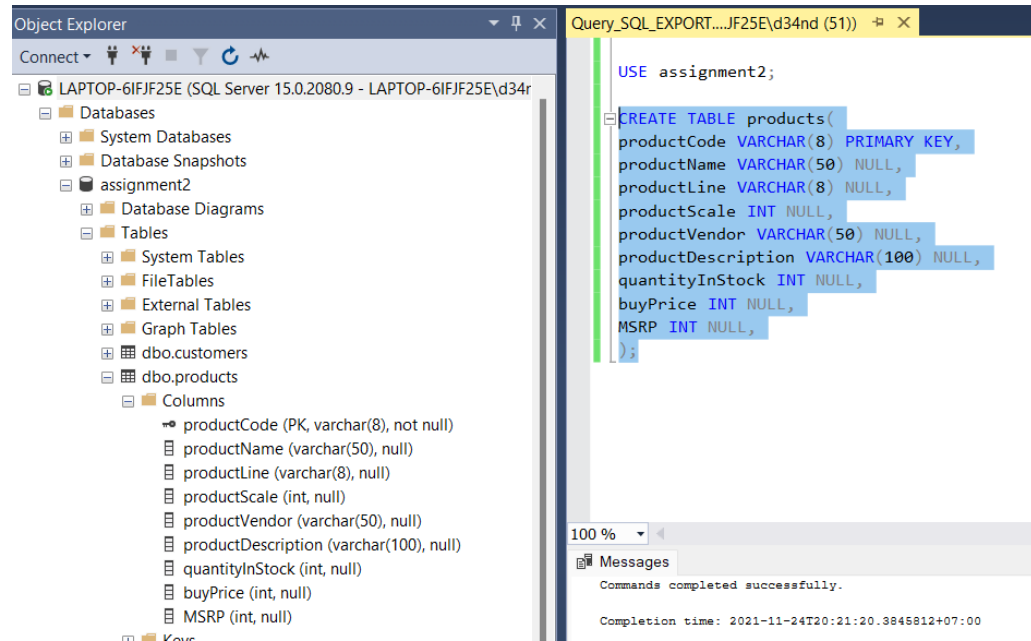 Object Explorer
Connect
LAPTOP-6IFJF25E (SQL Server 15.0.2080.9 - LAPTOP-6IFJF25E\d34r
Databases
System Databases
Database Snapshots
assignment2
Database Diagrams
Tables
System Tables
FileTables
External Tables
Graph Tables
dbo.customers
dbo.products
Columns
productCode (PK, varchar(8), not null)
productName (varchar(50), null)
productLine (varchar(8), null)
productScale (int, null)
productVendor (varchar(50), null)
productDescription (varchar(100), null)
quantityInStock (int, null)
buyPrice (int, null)
MSRP (int, null)
Keys
Query_SQL_EXPORT....JF25E\d34nd (51))
USE assignment2;
CREATE TABLE products(
productCode VARCHAR(8) PRIMARY KEY,
productName VARCHAR(50) NULL,
productLine VARCHAR(8) NULL,
productScale INT NULL,
productVendor VARCHAR(50) NULL,
productDescription VARCHAR(100) NULL,
quantityInStock INT NULL,
buyPrice INT NULL,
MSRP INT NULL,
);
100 %
Messages
Commands completed successfully.
Completion time: 2021-11-24T20:21:20.3845812+07:00